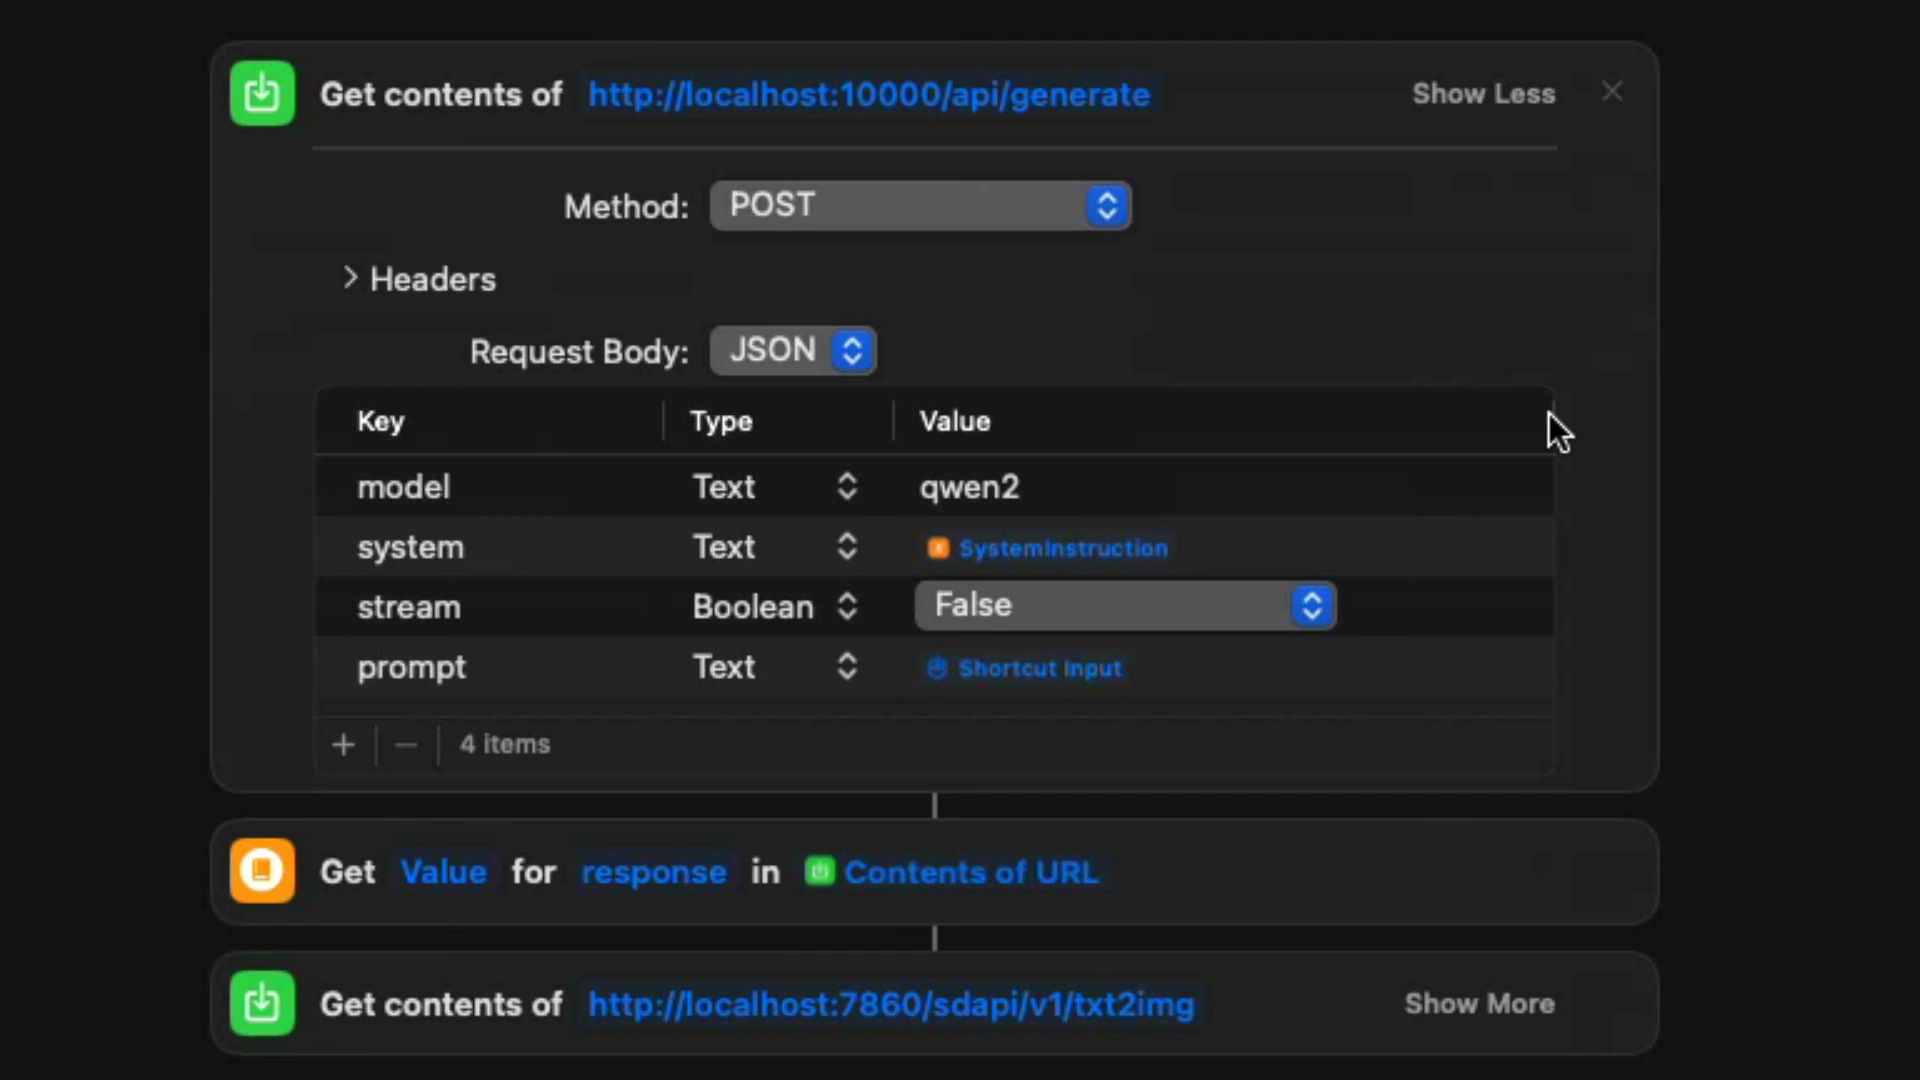 Get contents of http://localhost:10000/api/generate Show Less
Method: POST
Headers
Request Body: JSON
Key Type Value
model Text qwen2
system Text SystemInstruction
stream Boolean False
prompt Text Shortcut Input
4 items
Get Value for response in Contents of URL
Get contents of http://localhost:7860/sdapi/v1/txt2img Show More